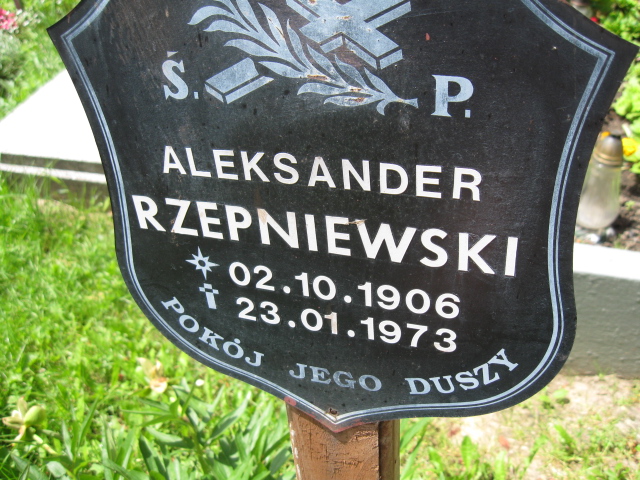 Ś. P.
ALEKSANDER
RZEPNIEWSKI
02.10.1906
23.01.1973
POKÓJ JEGO DUSZY